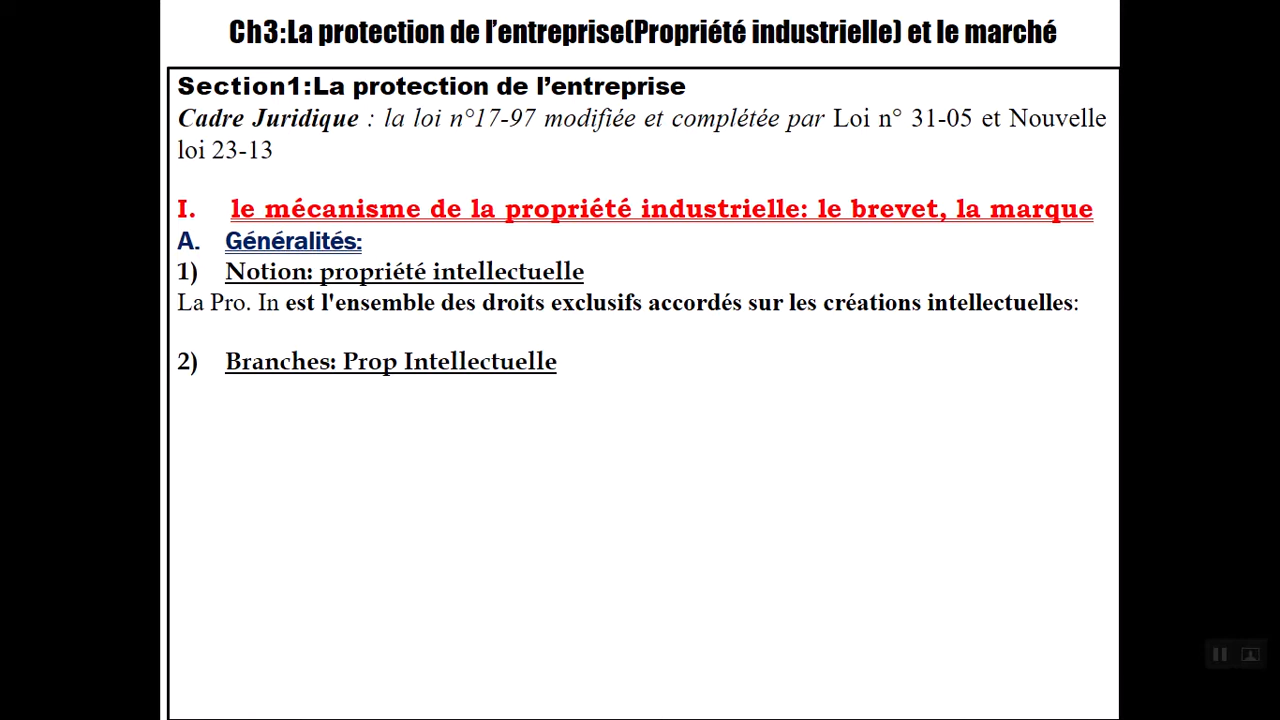 Ch3:La protection de l’entreprise(Propriété industrielle) et le marché
Section1:La protection de l’entreprise
Cadre Juridique : la loi n°17-97 modifiée et complétée par Loi n° 31-05 et Nouvelle
loi 23-13
I. le mécanisme de la propriété industrielle: le brevet, la marque
A. Généralités:
1) Notion: propriété intellectuelle
La Pro. In est l'ensemble des droits exclusifs accordés sur les créations intellectuelles:
2) Branches: Prop Intellectuelle